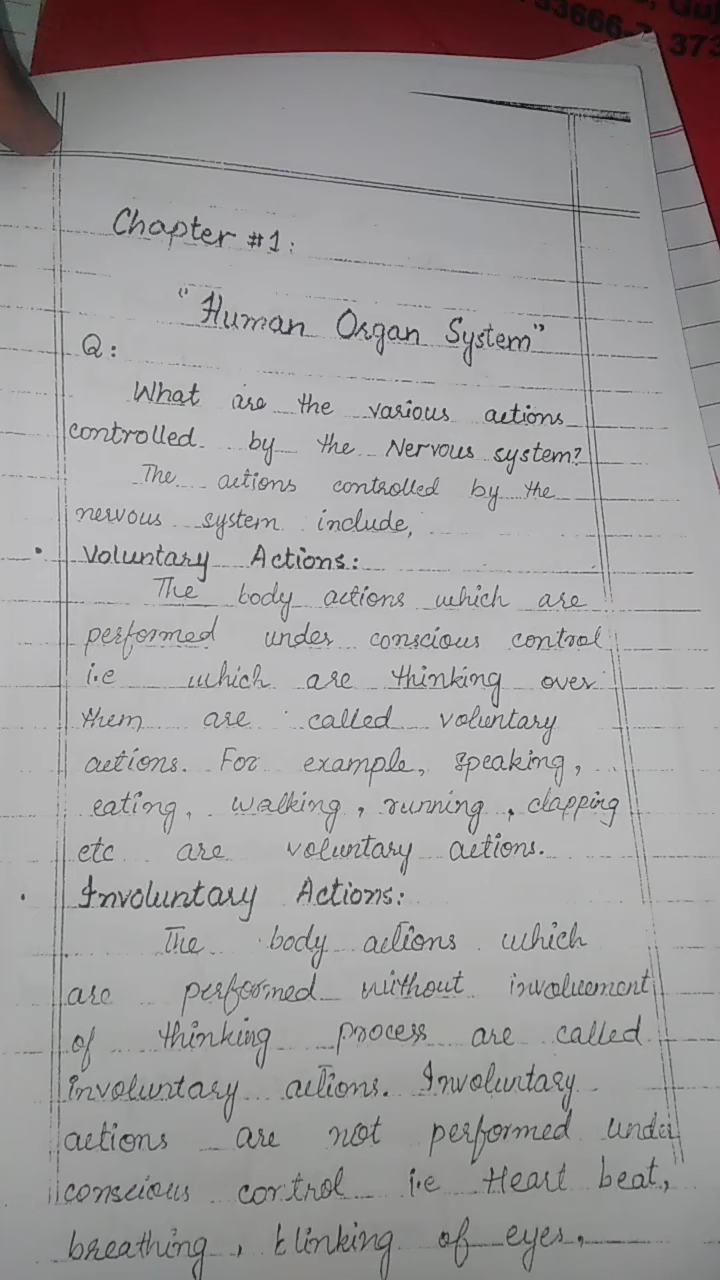 33666-
373
Chapter #1:
"Human Organ System"
Q:
What are the various actions
controlled by the Nervous system?
The actions controlled by the
nervous system include,
• Voluntary Actions:
The body actions which are
performed under conscious control
i.e which are thinking over
them are called voluntary
actions. For example, speaking,
eating, walking, running, clapping
etc are voluntary actions.
• Involuntary Actions:
The body actions which
are performed without involvement
of thinking process are called
involuntary actions. Involuntary
actions are not performed under
conscious control i.e Heart beat,
breathing, blinking of eyes,